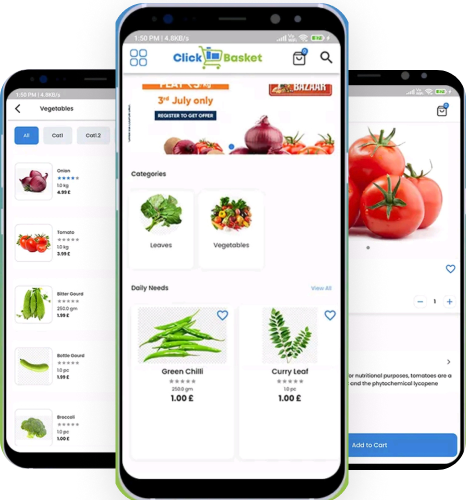 1:50 PM | 4.8KB/s
Vegetables
All
Cat1
Cat1.2
Onion
1.0 kg
4.99 £
Tomato
1.0 kg
3.99 £
Bitter Gourd
250.0 gm
1.99 £
Bottle Gourd
1.0 pc
1.99 £
Broccoli
1.0 pc
1.00 £
1:50 PM | 4.8KB/s
Click Basket
3rd July only
REGISTER TO GET OFFER
BAZAAR
Categories
Leaves
Vegetables
Daily Needs
View All
Green Chilli
250.0 gm
1.00 £
Curry Leaf
1.0 pc
1.00 £
1
or nutritional purposes, tomatoes are a
and the phytochemical lycopene
Add to Cart